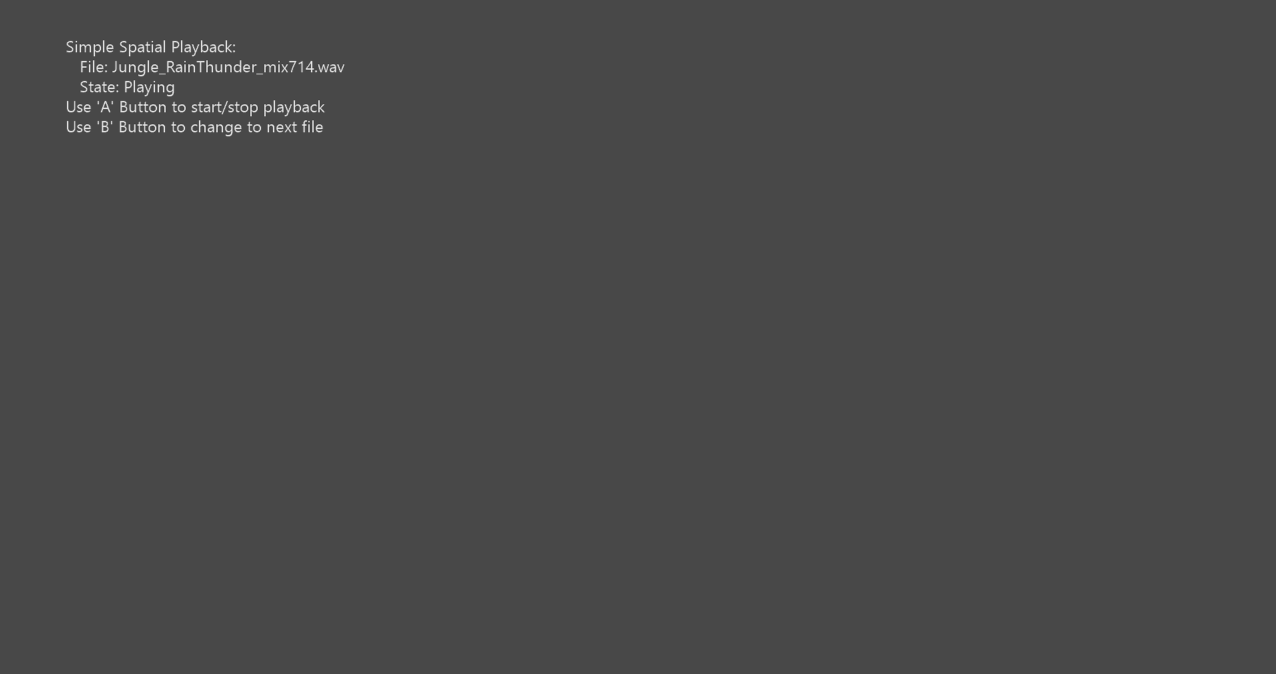 Simple Spatial Playback:
File: Jungle_RainThunder_mix714.wav
State: Playing
Use 'A' Button to start/stop playback
Use 'B' Button to change to next file